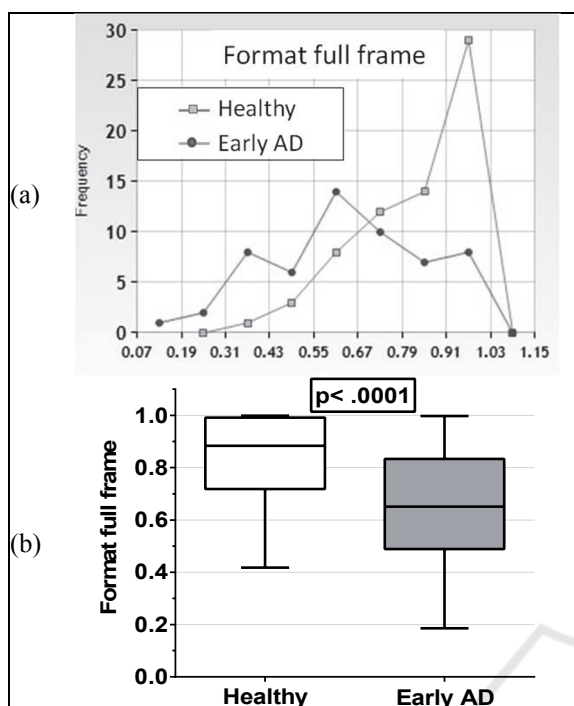 (a)
Format full frame
Healthy
Early AD
Frequency
30
25
20
15
10
5
0
0.07 0.19 0.31 0.43 0.55 0.67 0.79 0.91 1.03 1.15
(b)
p< .0001
Format full frame
1.0
0.8
0.6
0.4
0.2
0.0
Healthy Early AD